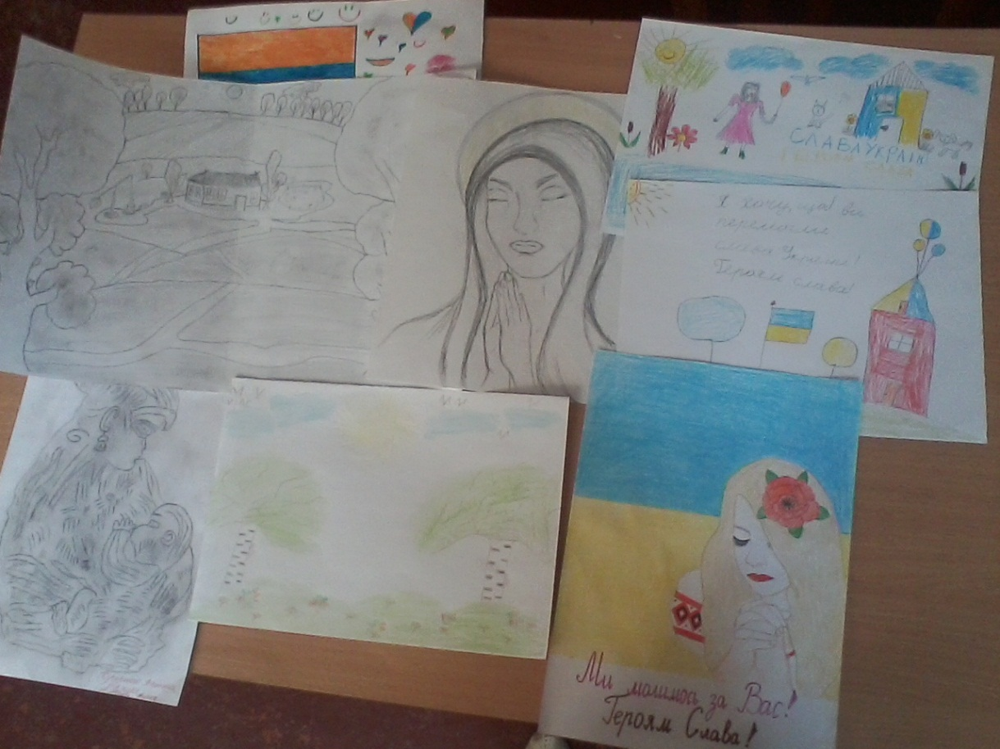 СЛАВА УКРАЇНІ
Я хочу, щоб ви
перемогли
слава Україні!
Героям слава!
Ми молимось за Вас!
Героям Слава!